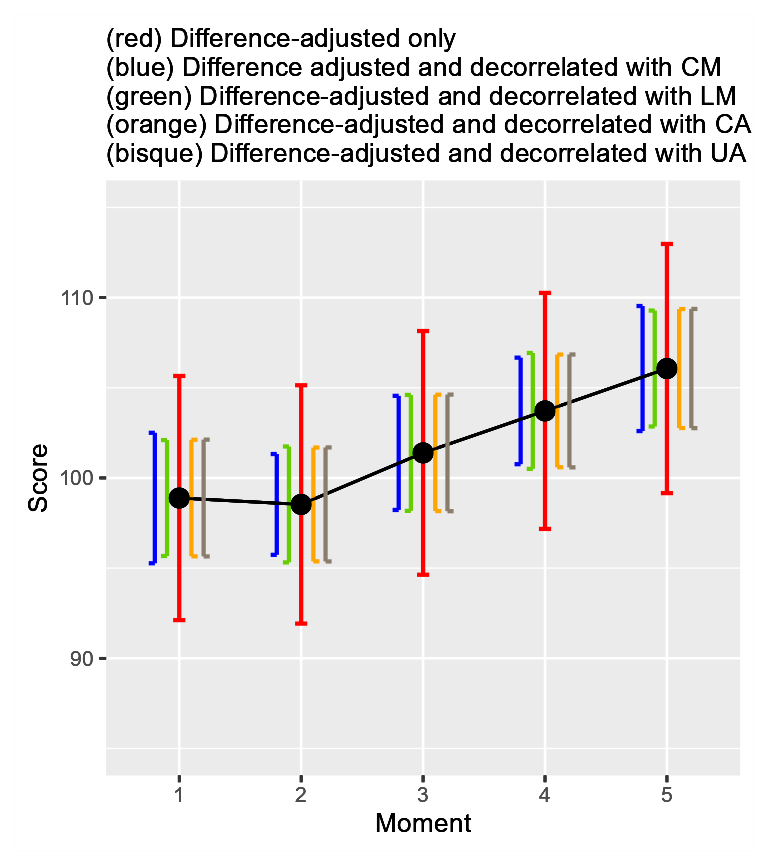 (red) Difference-adjusted only
(blue) Difference adjusted and decorrelated with CM
(green) Difference-adjusted and decorrelated with LM
(orange) Difference-adjusted and decorrelated with CA
(bisque) Difference-adjusted and decorrelated with UA
110
100
90
Score
1 2 3 4 5
Moment